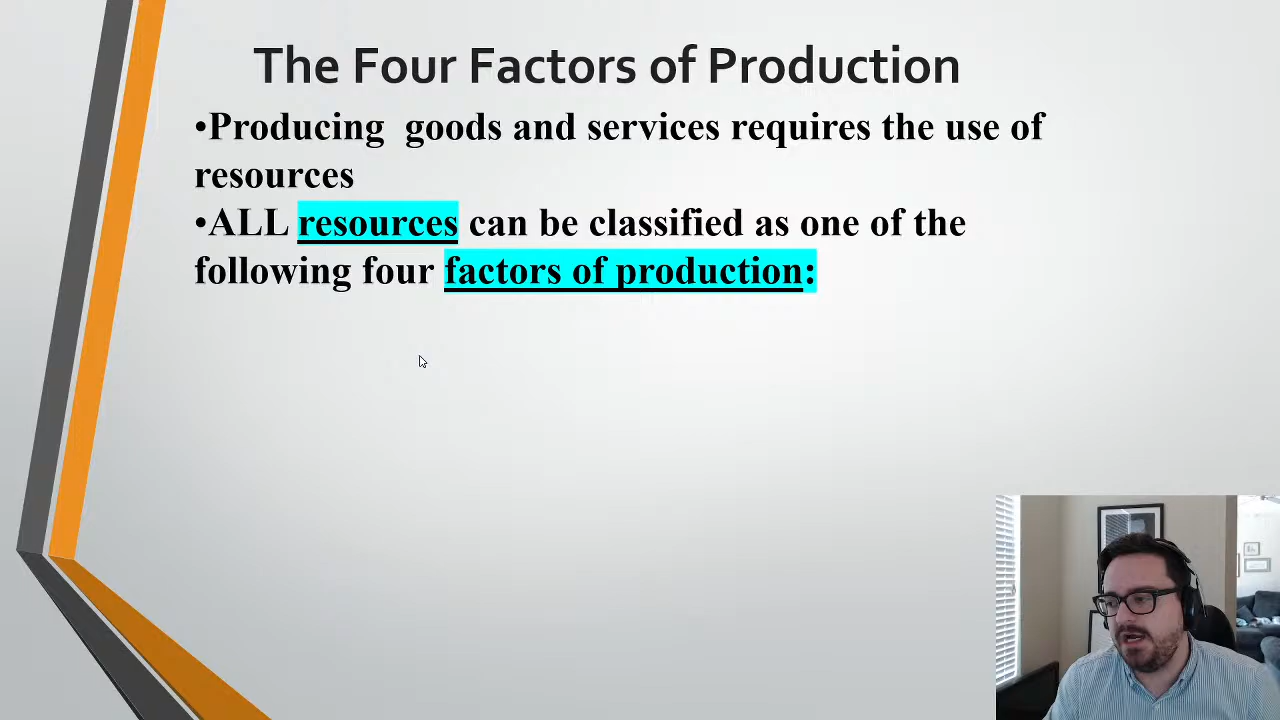 The Four Factors of Production
•Producing  goods and services requires the use of
resources
•ALL resources can be classified as one of the
following four factors of production: